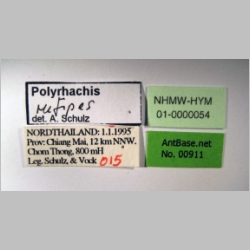 Polyrhachis
rufipes
det. A. Schulz
NHMW-HYM
01-0000054
NORDTHAILAND: 1.1.1995
Prov: Chiang Mai, 12 km NNW.
Chom Thong, 800 mH
Leg. Schulz, & Vock 015
AntBase.net
No. 00911